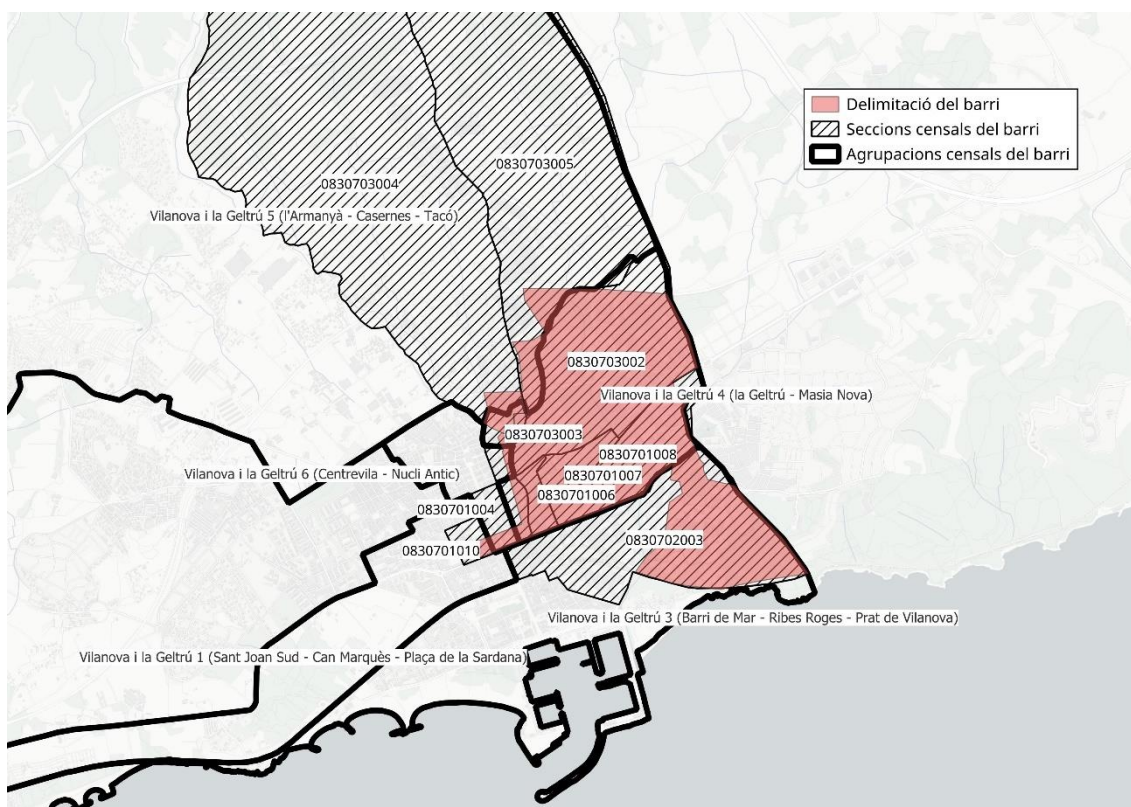 Delimitació del barri
Seccions censals del barri
Agrupacions censals del barri
0830703005
0830703004
Vilanova i la Geltrú 5 (l'Armanyà - Casernes - Tacó)
0830703002
Vilanova i la Geltrú 4 (la Geltrú - Masia Nova)
0830703003
0830701008
Vilanova i la Geltrú 6 (Centrevila - Nucli Antic)
0830701007
0830701006
0830701004
0830702003
0830701010
Vilanova i la Geltrú 3 (Barri de Mar - Ribes Roges - Prat de Vilanova)
Vilanova i la Geltrú 1 (Sant Joan Sud - Can Marquès - Plaça de la Sardana)